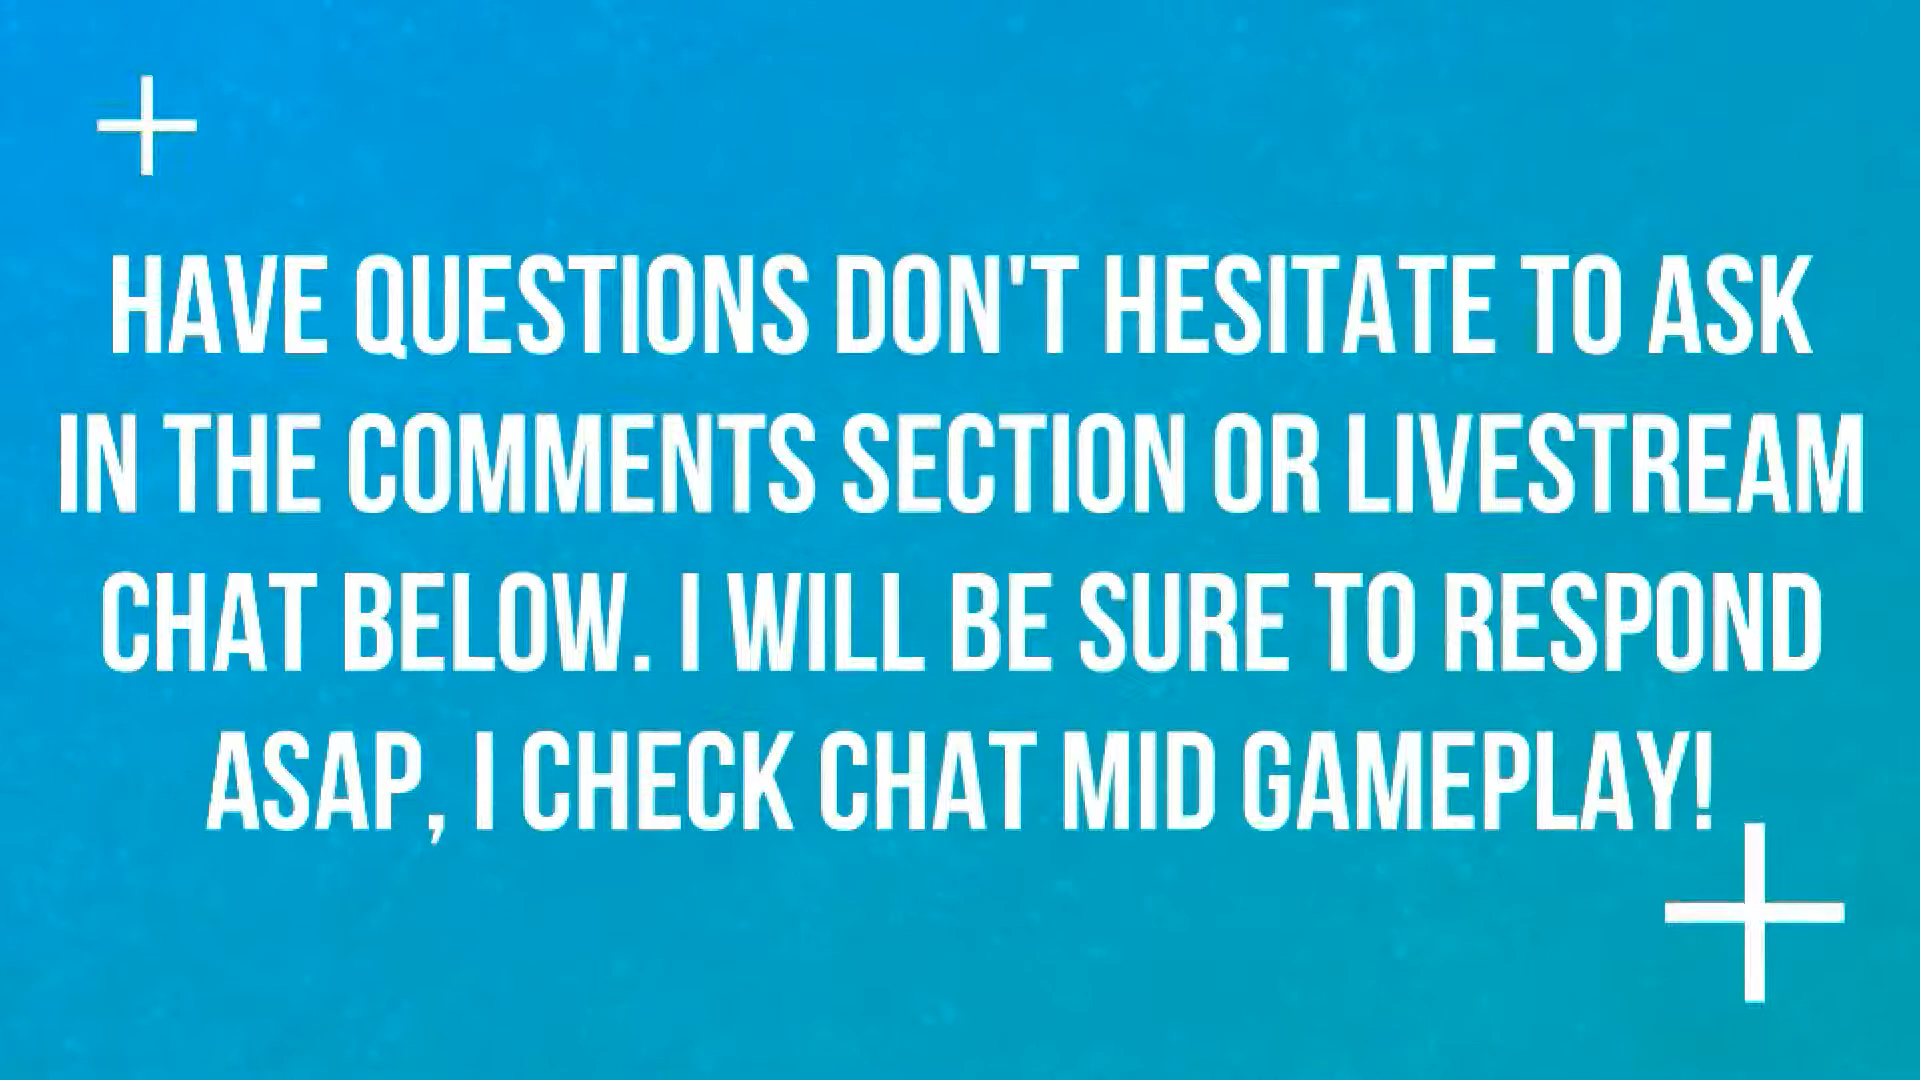 HAVE QUESTIONS DON'T HESITATE TO ASK
IN THE COMMENTS SECTION OR LIVESTREAM
CHAT BELOW. I WILL BE SURE TO RESPOND
ASAP, I CHECK CHAT MID GAMEPLAY!